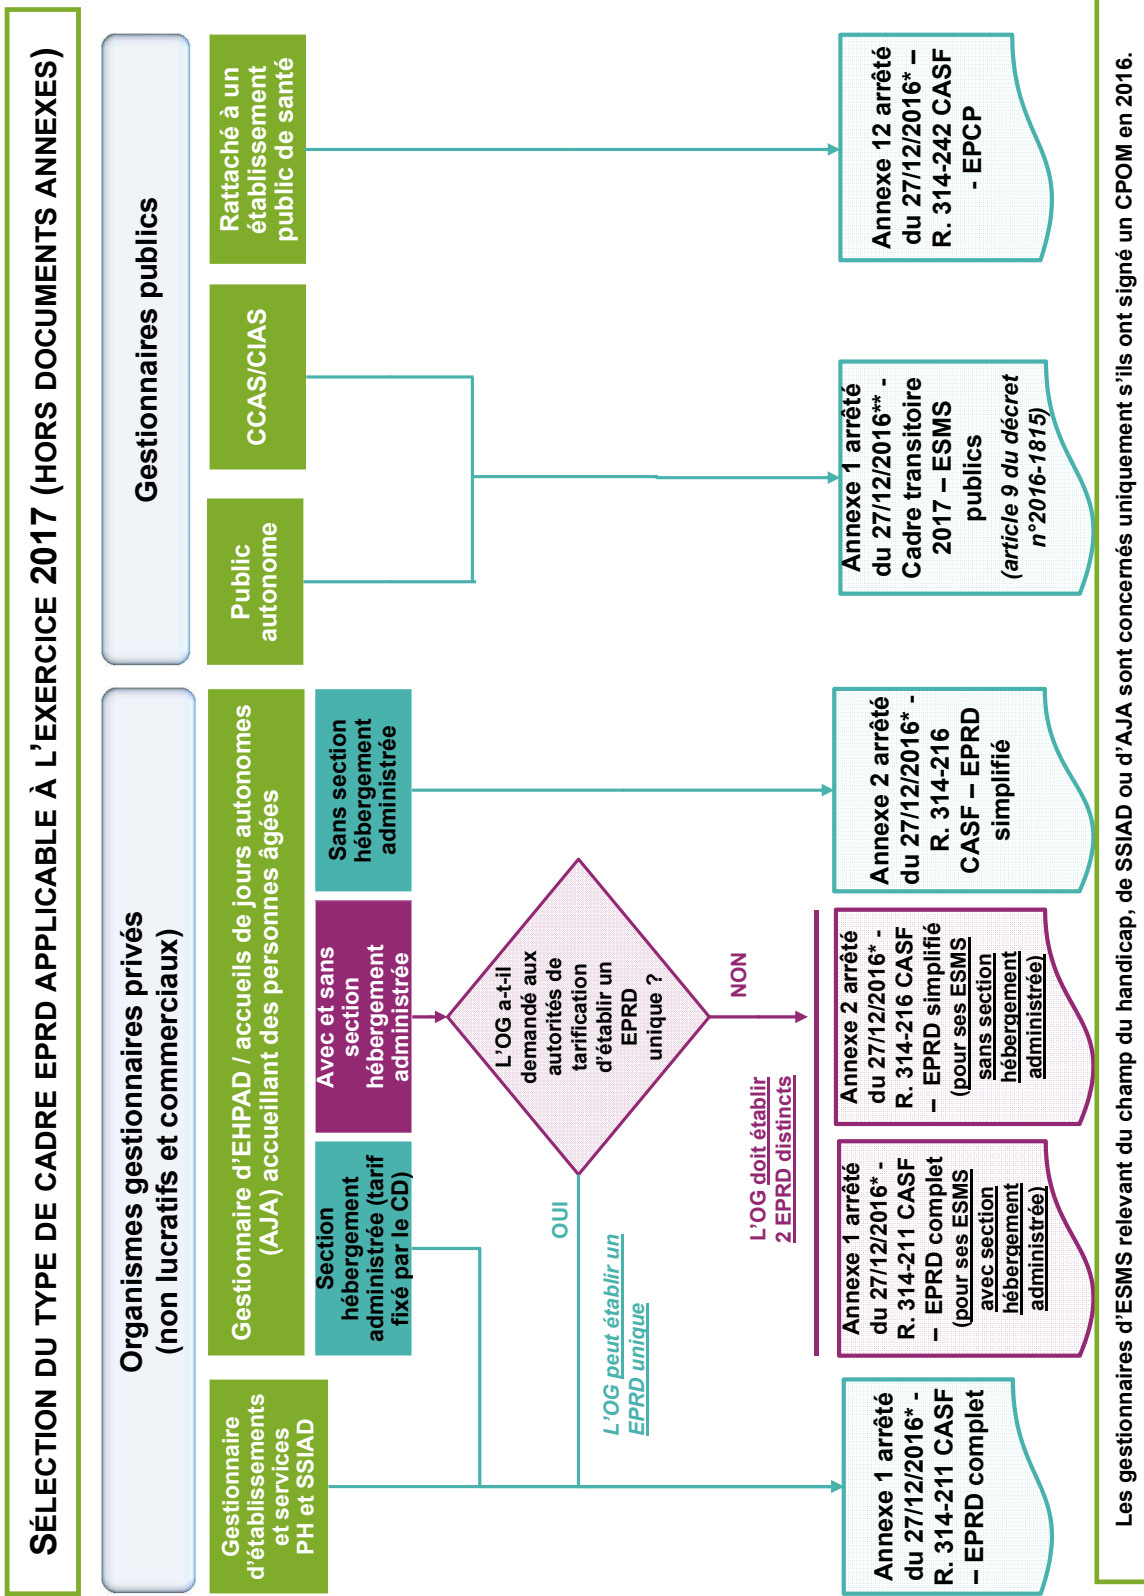 SÉLECTION DU TYPE DE CADRE EPRD APPLICABLE À L'EXERCICE 2017 (HORS DOCUMENTS ANNEXES)
Organismes gestionnaires privés
(non lucratifs et commerciaux)
Gestionnaires publics
Gestionnaire
d'établissements
et services
PH et SSIAD
Gestionnaire d'EHPAD / accueils de jours autonomes
(AJA) accueillant des personnes âgées
Section
hébergement
administrée (tarif
fixé par le CD)
Avec et sans
section
hébergement
administrée
Sans section
hébergement
administrée
Public
autonome
CCAS/CIAS
Rattaché à un
établissement
public de santé
L'OG a-t-il
demandé aux
autorités de
tarification
d'établir un
EPRD
unique ?
OUI
L'OG peut établir un
EPRD unique
NON
L'OG doit établir
2 EPRD distincts
Annexe 1 arrêté
du 27/12/2016* -
R. 314-211 CASF
– EPRD complet
Annexe 1 arrêté
du 27/12/2016* -
R. 314-211 CASF
– EPRD complet
(pour ses ESMS
avec section
hébergement
administrée)
Annexe 2 arrêté
du 27/12/2016* -
R. 314-216 CASF
– EPRD simplifié
(pour ses ESMS
sans section
hébergement
administrée)
Annexe 2 arrêté
du 27/12/2016* -
R. 314-216
CASF – EPRD
simplifié
Annexe 1 arrêté
du 27/12/2016** -
Cadre transitoire
2017 – ESMS
publics
(article 9 du décret
n°2016-1815)
Annexe 12 arrêté
du 27/12/2016* –
R. 314-242 CASF
- EPCP
Les gestionnaires d'ESMS relevant du champ du handicap, de SSIAD ou d'AJA sont concernés uniquement s'ils ont signé un CPOM en 2016.